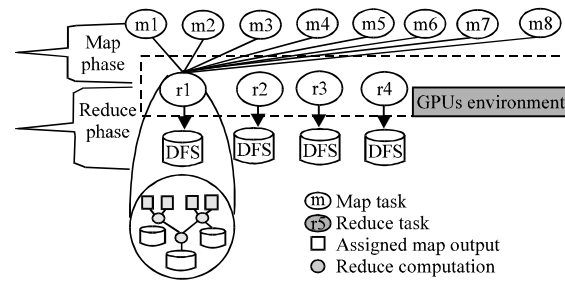 m1 m2 m3 m4 m5 m6 m7 m8
Map
phase
r1 r2 r3 r4
GPUs environment
Reduce
phase
DFS DFS DFS DFS
m Map task
r5 Reduce task
Assigned map output
Reduce computation